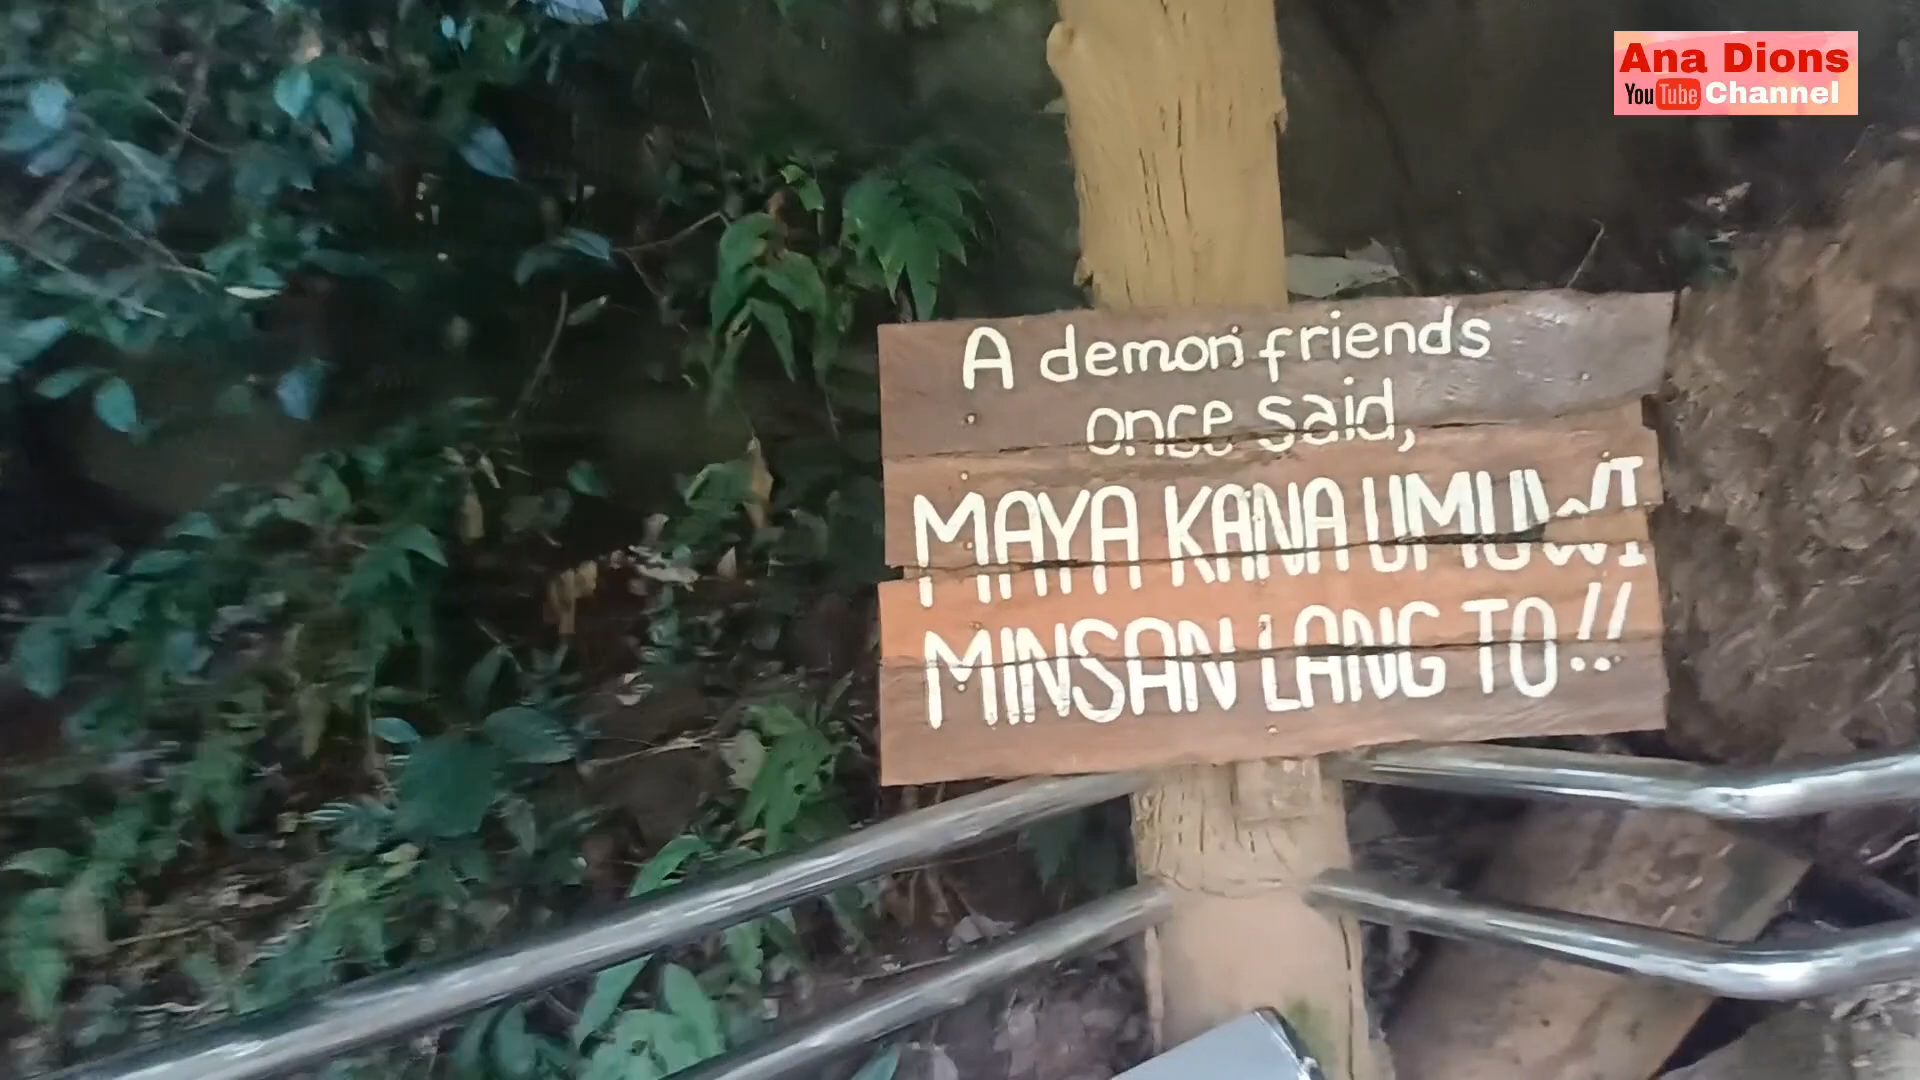 Ana Dions
YouTube Channel
A demon friends
once said,
MAYA KANA UMUWI
MINSAN LANG TO!!